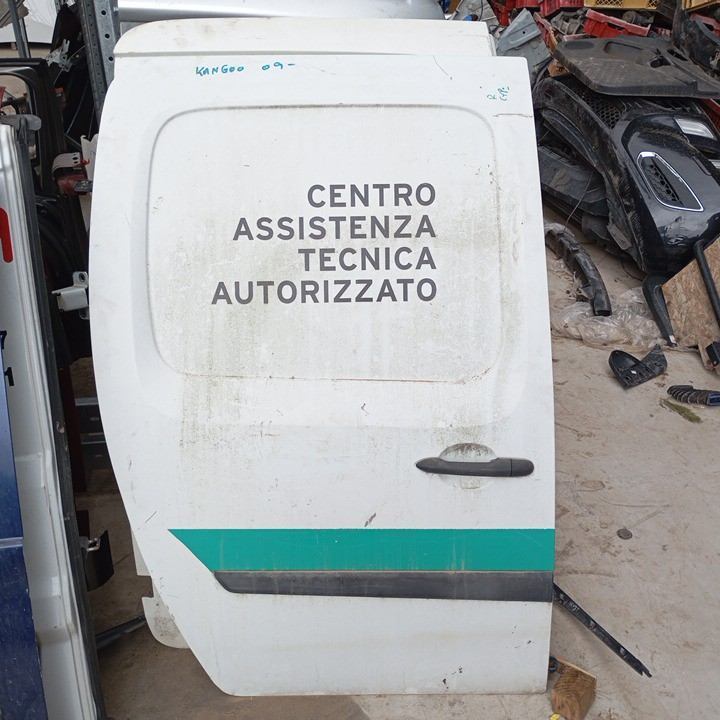 KANGOO 09-
CENTRO
ASSISTENZA
TECNICA
AUTORIZZATO